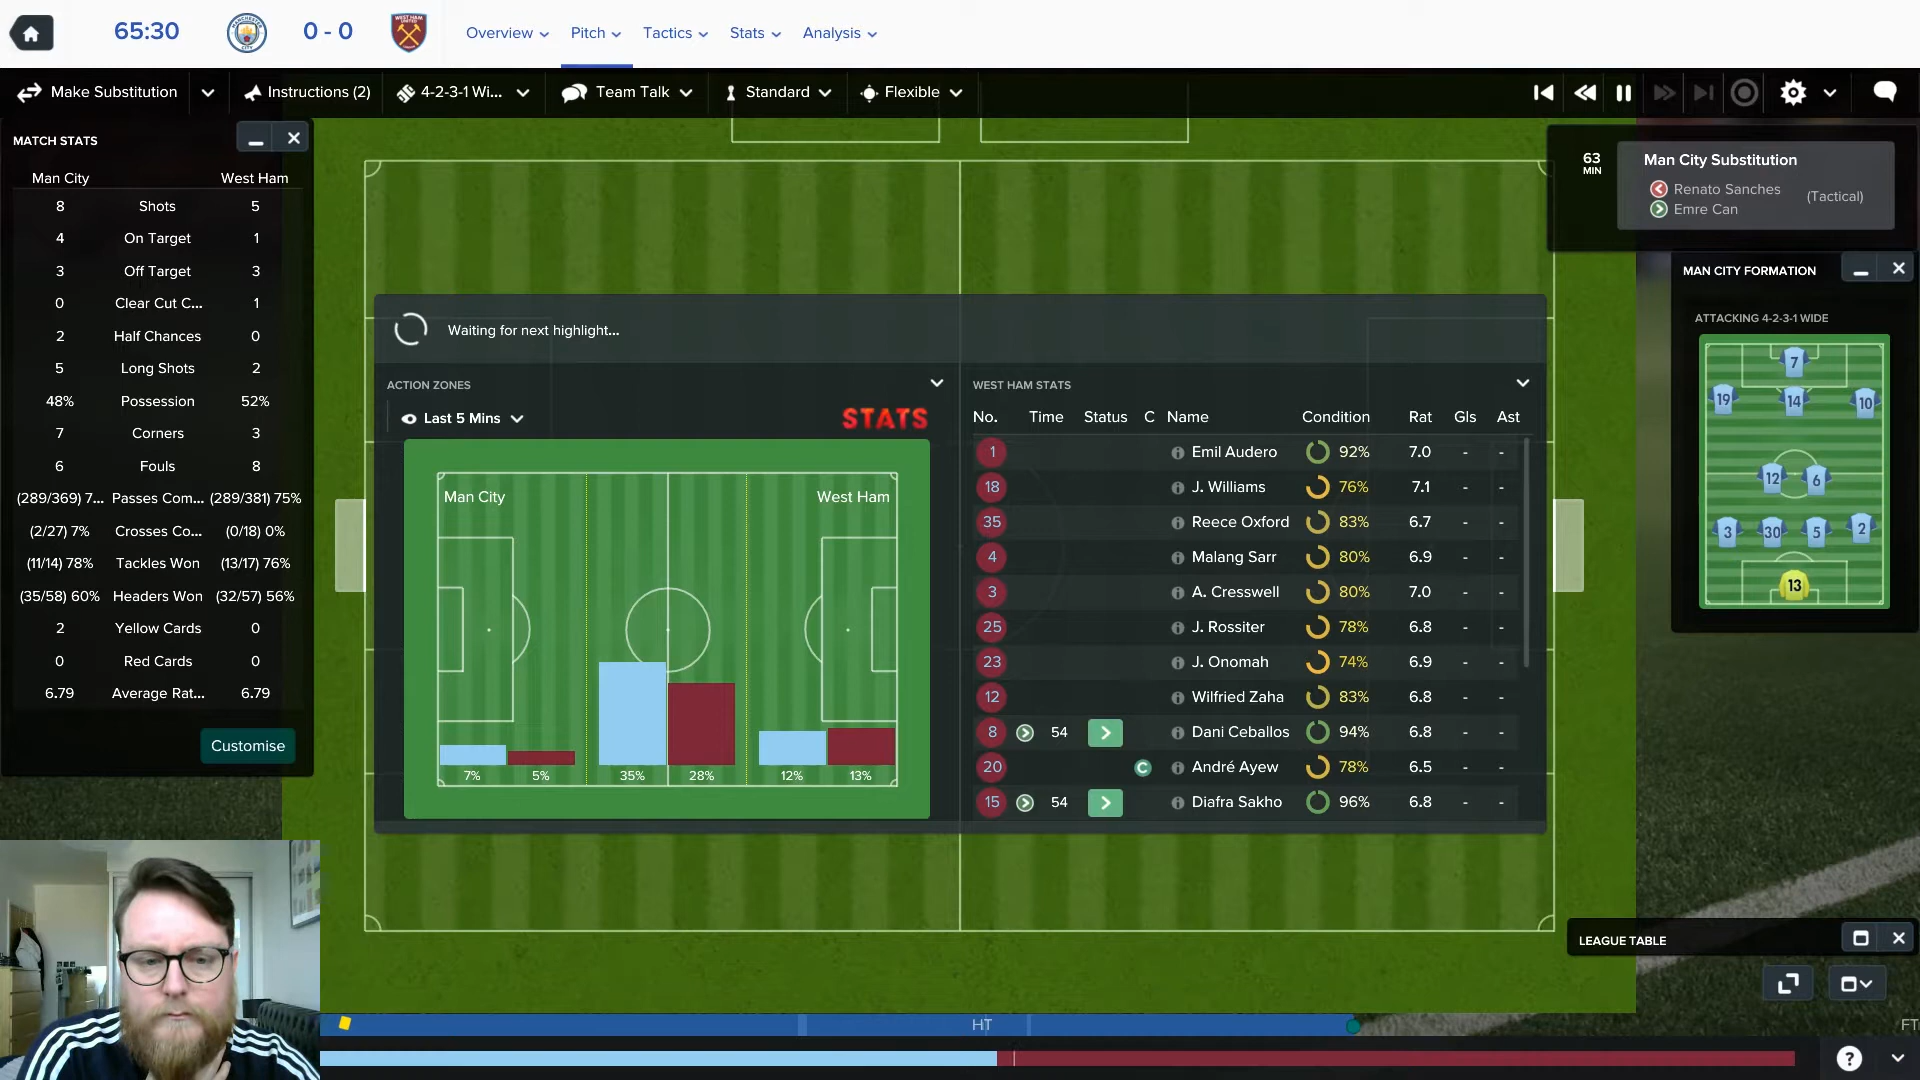 65:30 0 - 0 Overview Pitch Tactics Stats Analysis
Make Substitution Instructions (2) 4-2-3-1 Wi... Team Talk Standard Flexible
MATCH STATS
Man City West Ham
8 Shots 5
4 On Target 1
3 Off Target 3
0 Clear Cut C... 1
2 Half Chances 0
5 Long Shots 2
48% Possession 52%
7 Corners 3
6 Fouls 8
(289/369) 7... Passes Com... (289/381) 75%
(2/27) 7% Crosses Co... (0/18) 0%
(11/14) 78% Tackles Won (13/17) 76%
(35/58) 60% Headers Won (32/57) 56%
2 Yellow Cards 0
0 Red Cards 0
6.79 Average Rat... 6.79
Customise
Waiting for next highlight...
ACTION ZONES
Last 5 Mins STATS
Man City West Ham
7% 5% 35% 28% 12% 13%
WEST HAM STATS
No. Time Status C Name Condition Rat Gls Ast
1 Emil Audero 92% 7.0 - -
18 J. Williams 76% 7.1 - -
35 Reece Oxford 83% 6.7 - -
4 Malang Sarr 80% 6.9 - -
3 A. Cresswell 80% 7.0 - -
25 J. Rossiter 78% 6.8 - -
23 J. Onomah 74% 6.9 - -
12 Wilfried Zaha 83% 6.8 - -
8 54 Dani Ceballos 94% 6.8 - -
20 C André Ayew 78% 6.5 - -
15 54 Diafra Sakho 96% 6.8 - -
63 MIN
Man City Substitution
Renato Sanches
Emre Can
(Tactical)
MAN CITY FORMATION
ATTACKING 4-2-3-1 WIDE
7
19 14 10
12 6
3 30 5 2
13
LEAGUE TABLE
HT FT
?